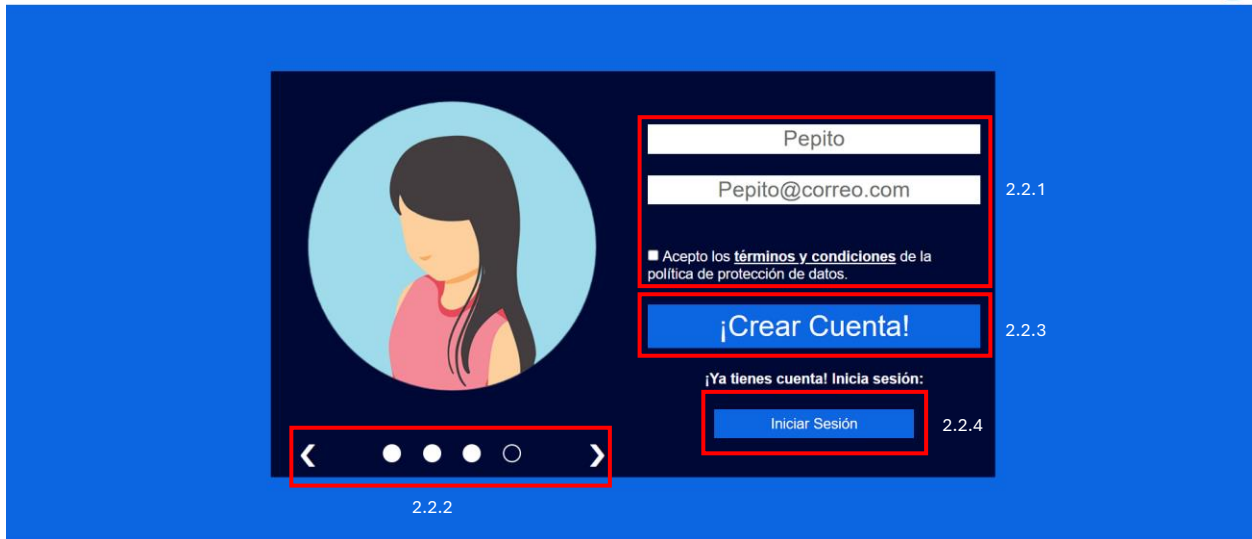 Pepito
Pepito@correo.com
2.2.1
Acepto los términos y condiciones de la
política de protección de datos.
¡Crear Cuenta!
2.2.3
¡Ya tienes cuenta! Inicia sesión:
Iniciar Sesión
2.2.4
2.2.2